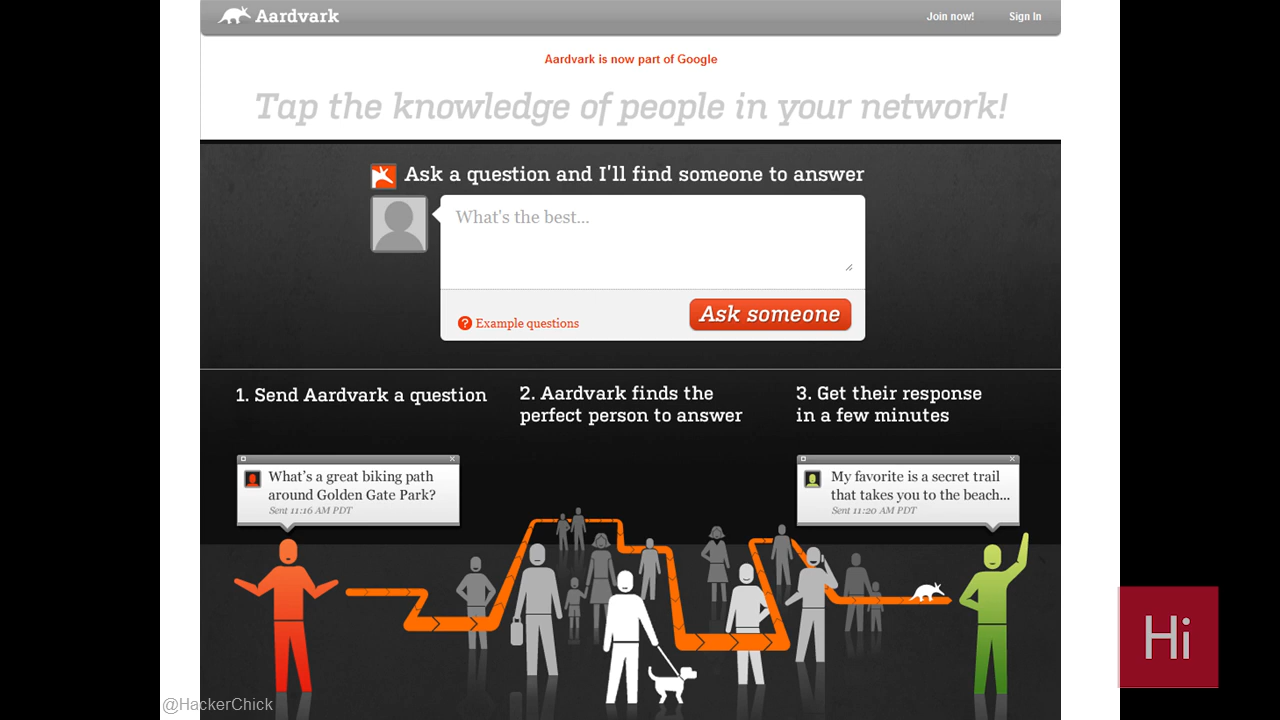 Aardvark
Join now!
Sign In
Aardvark is now part of Google
Tap the knowledge of people in your network!
Ask a question and I'll find someone to answer
What's the best...
? Example questions
Ask someone
1. Send Aardvark a question
2. Aardvark finds the
perfect person to answer
3. Get their response
in a few minutes
What's a great biking path
around Golden Gate Park?
Sent 11:16 AM PDT
My favorite is a secret trail
that takes you to the beach...
Sent 11:20 AM PDT
Hi
@HackerChick